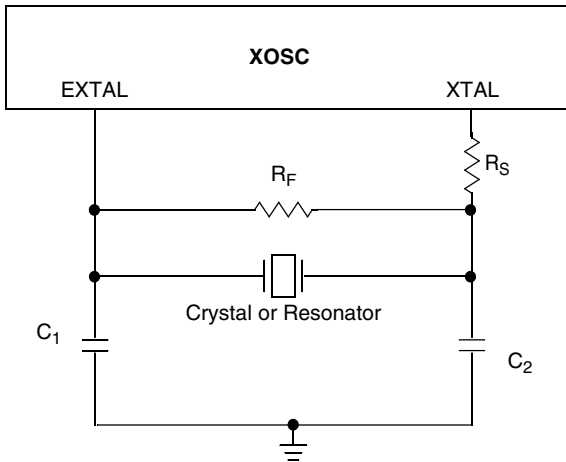 XOSC
EXTAL
XTAL
R_S
R_F
Crystal or Resonator
C_1
C_2